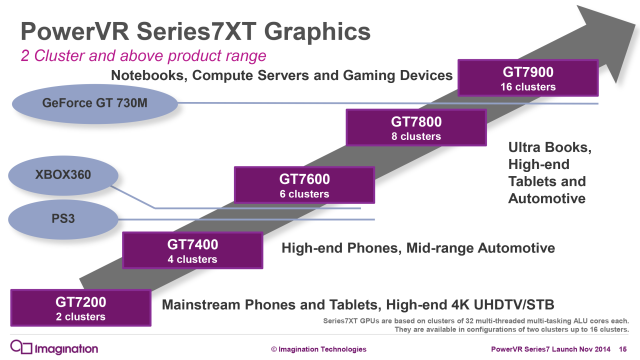 PowerVR Series7XT Graphics
2 Cluster and above product range
Notebooks, Compute Servers and Gaming Devices
GT7900
16 clusters
GeForce GT 730M
GT7800
8 clusters
Ultra Books,
High-end
Tablets and
Automotive
XBOX360
GT7600
6 clusters
PS3
GT7400
4 clusters
High-end Phones, Mid-range Automotive
GT7200
2 clusters
Mainstream Phones and Tablets, High-end 4K UHDTV/STB
Series7XT GPUs are based on clusters of 32 multi-threaded multi-tasking ALU cores each.
They are available in configurations of two clusters up to 16 clusters.
Imagination
© Imagination Technologies
PowerVR Series7 Launch Nov 2014 15